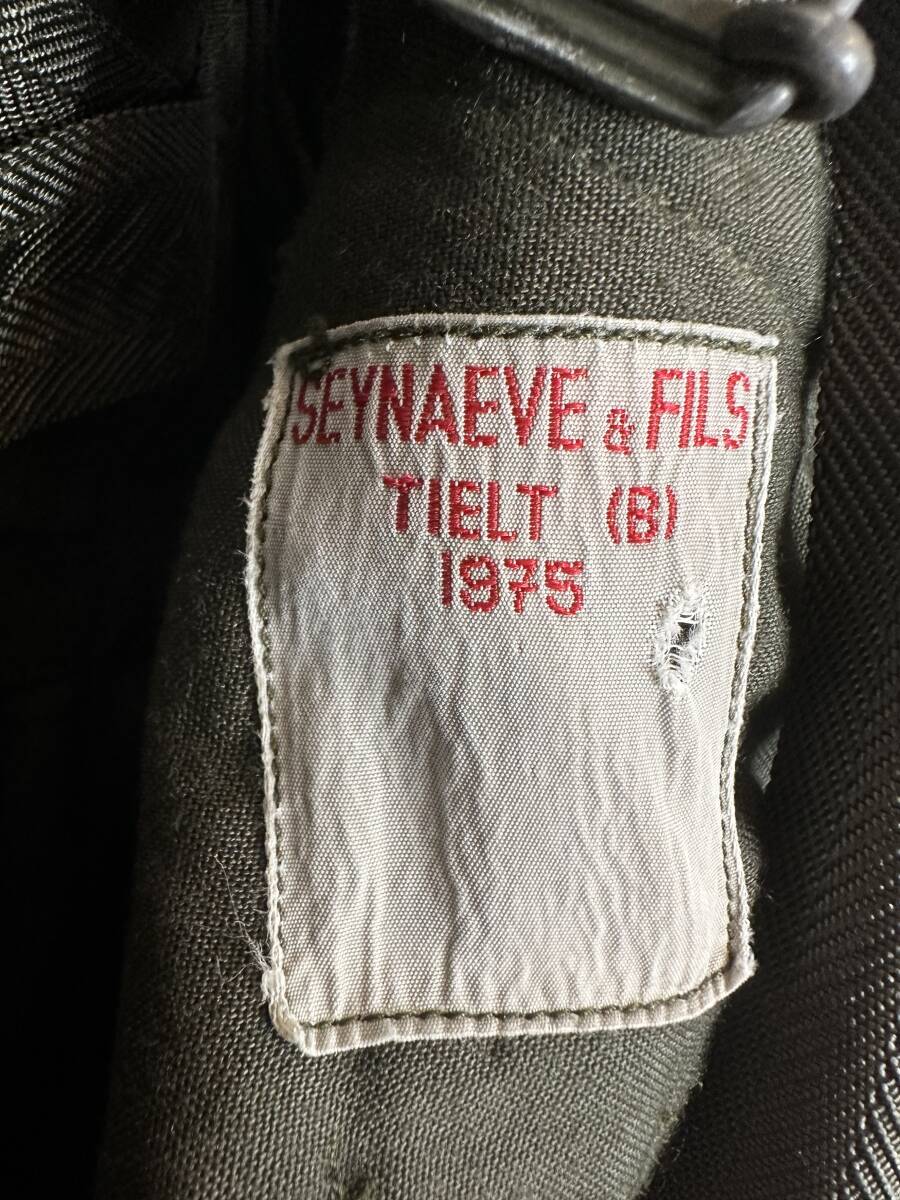 SEYNAEVE & FILS
TIELT (B)
1975